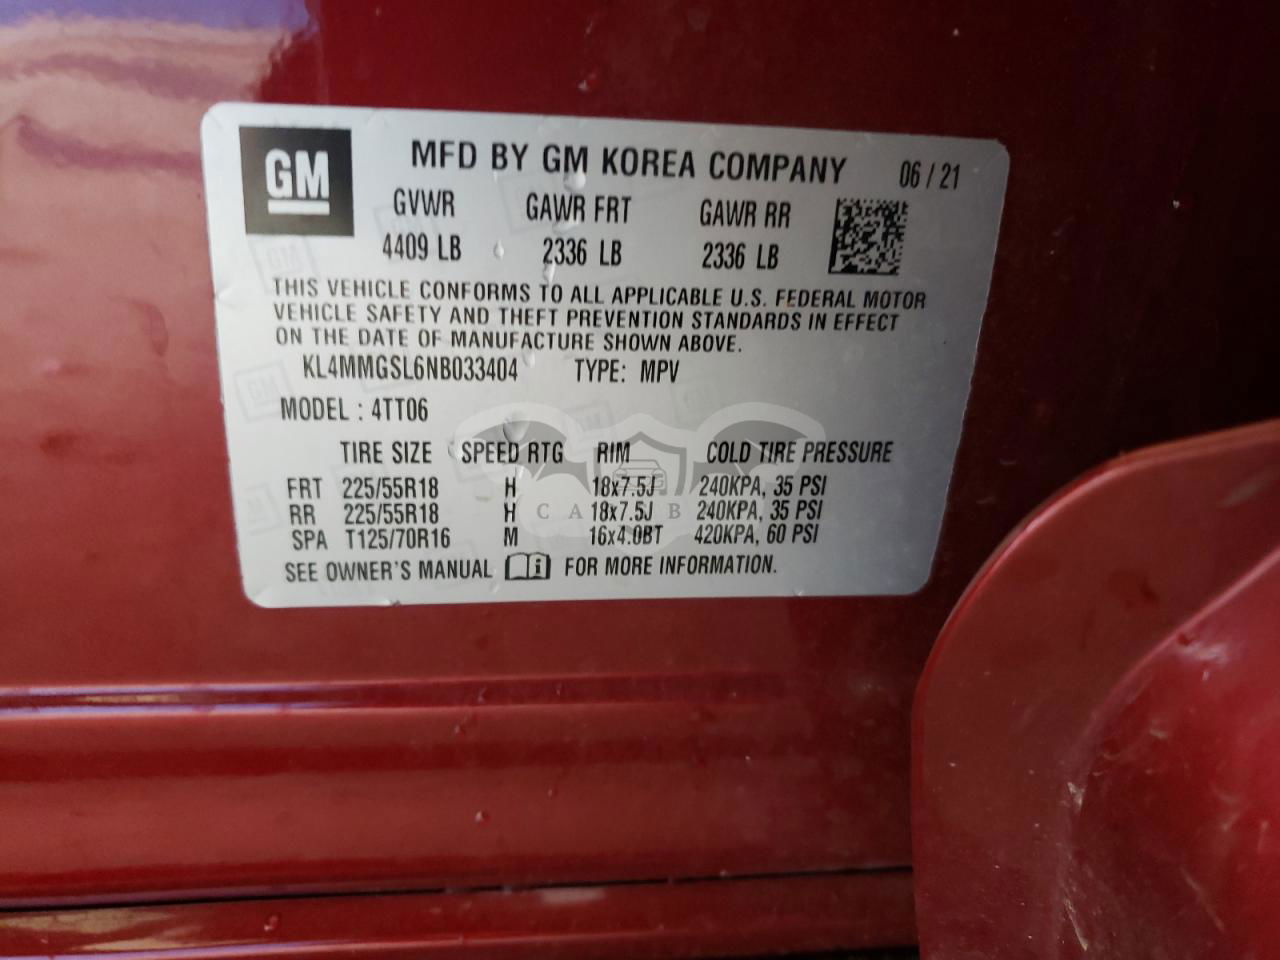 GM MFD BY GM KOREA COMPANY 06 / 21
GVWR GAWR FRT GAWR RR
4409 LB 2336 LB 2336 LB
THIS VEHICLE CONFORMS TO ALL APPLICABLE U.S. FEDERAL MOTOR
VEHICLE SAFETY AND THEFT PREVENTION STANDARDS IN EFFECT
ON THE DATE OF MANUFACTURE SHOWN ABOVE.
KL4MMGSL6NB033404 TYPE: MPV
MODEL : 4TT06
TIRE SIZE SPEED RTG RIM COLD TIRE PRESSURE
FRT 225/55R18 H 18x7.5J 240KPA, 35 PSI
RR 225/55R18 H 18x7.5J 240KPA, 35 PSI
SPA T125/70R16 M 16x4.0BT 420KPA, 60 PSI
SEE OWNER'S MANUAL FOR MORE INFORMATION.